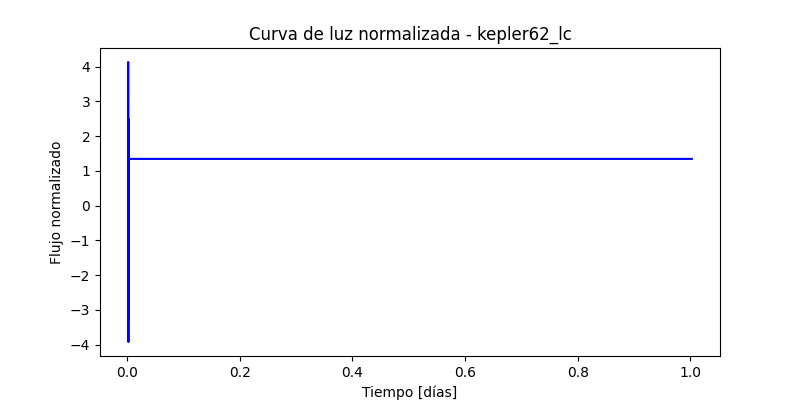 Curva de luz normalizada - kepler62_lc
Flujo normalizado
4
3
2
1
0
−1
−2
−3
−4
0.0 0.2 0.4 0.6 0.8 1.0
Tiempo [días]